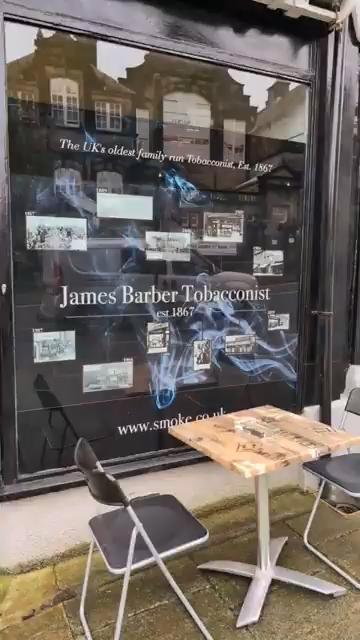 The UK's oldest family run Tobacconist, Est. 1867
James Barber Tobacconist
est 1867
www.smoke.co.uk